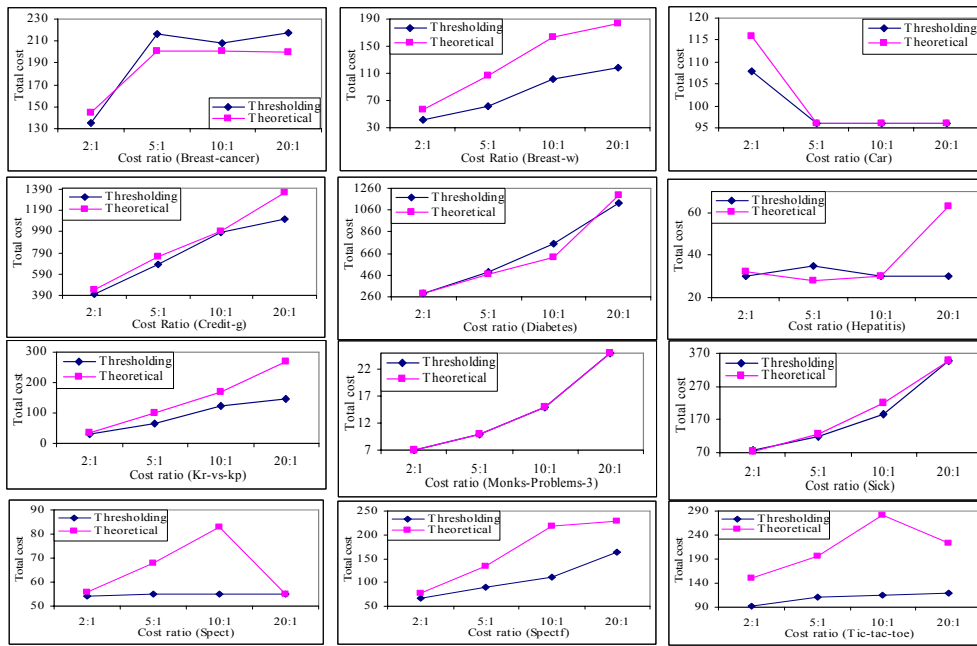 230
210
190
170
150
130
Total cost
Thresholding
Theoretical
2:1 5:1 10:1 20:1
Cost ratio (Breast-cancer)
190
150
110
70
30
Total cost
Thresholding
Theoretical
2:1 5:1 10:1 20:1
Cost Ratio (Breast-w)
126
121
116
111
105
100
95
Total cost
Thresholding
Theoretical
2:1 5:1 10:1 20:1
Cost ratio (Car)
1390
1190
990
790
590
390
Total cost
Thresholding
Theoretical
2:1 5:1 10:1 20:1
Cost Ratio (Credit-g)
1260
1060
860
660
460
260
Total cost
Thresholding
Theoretical
2:1 5:1 10:1 20:1
Cost ratio (Diabetes)
60
40
20
Total cost
Thresholding
Theoretical
2:1 5:1 10:1 20:1
Cost ratio (Hepatitis)
300
200
100
0
Total cost
Thresholding
Theoretical
2:1 5:1 10:1 20:1
Cost ratio (Kr-vs-kp)
22
17
12
7
Total cost
Thresholding
Theoretical
2:1 5:1 10:1 20:1
Cost ratio (Monks-Problems-3)
370
270
170
70
Total cost
Thresholding
Theoretical
2:1 5:1 10:1 20:1
Cost ratio (Sick)
90
80
70
60
50
Total cost
Thresholding
Theoretical
2:1 5:1 10:1 20:1
Cost ratio (Spect)
250
200
150
100
50
Total cost
Thresholding
Theoretical
2:1 5:1 10:1 20:1
Cost ratio (Spectf)
290
240
190
140
90
Total cost
Thresholding
Theoretical
2:1 5:1 10:1 20:1
Cost ratio (Tic-tac-toe)